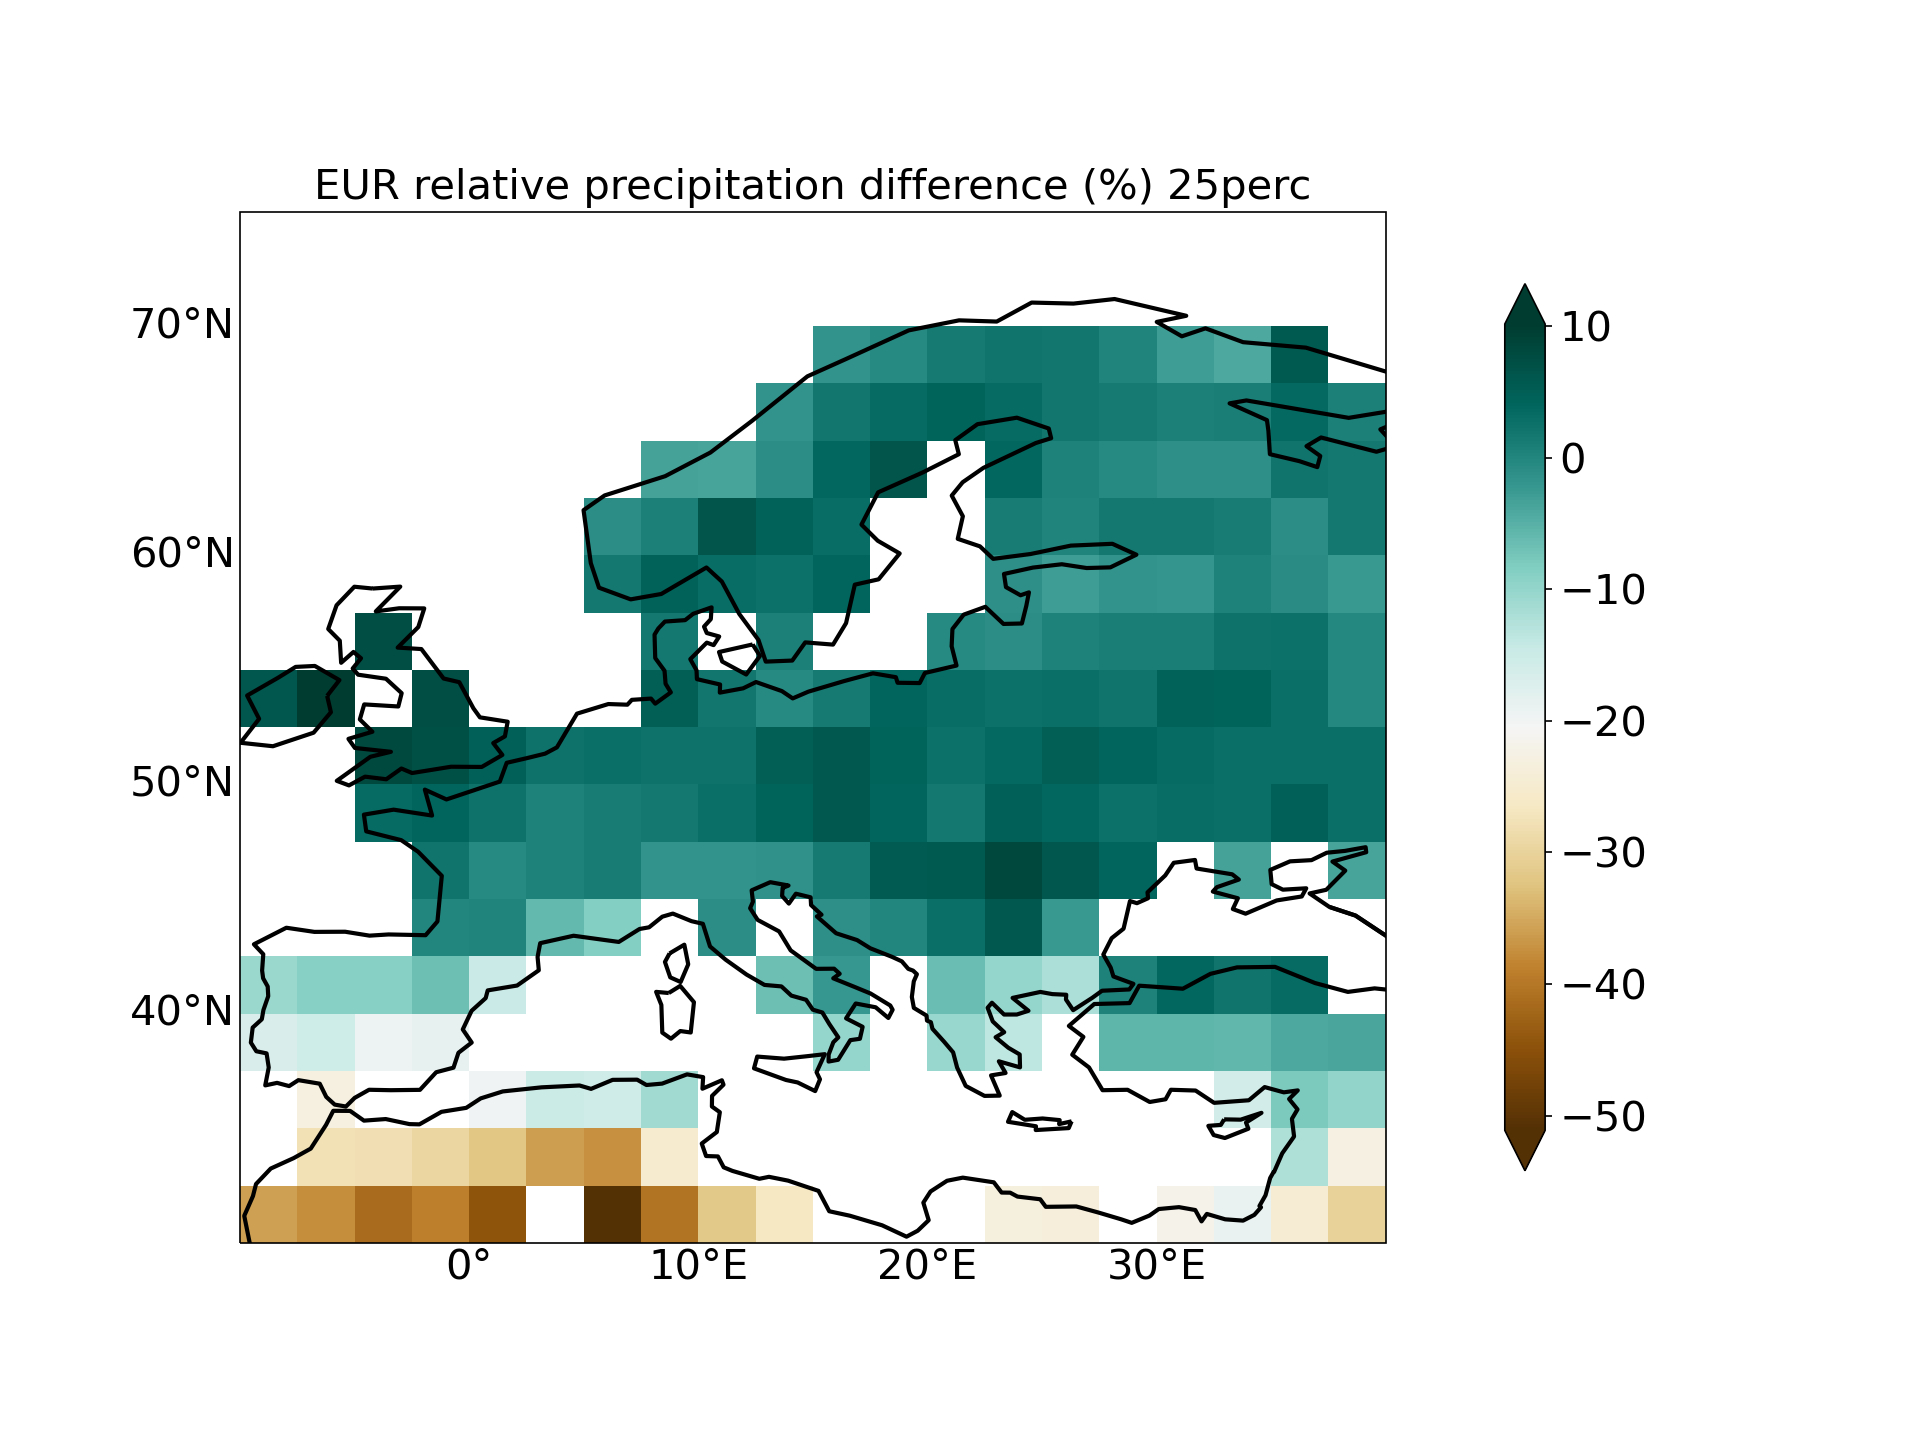 EUR relative precipitation difference (%) 25perc
70°N
60°N
50°N
40°N
0°
10°E
20°E
30°E
10
0
−10
−20
−30
−40
−50